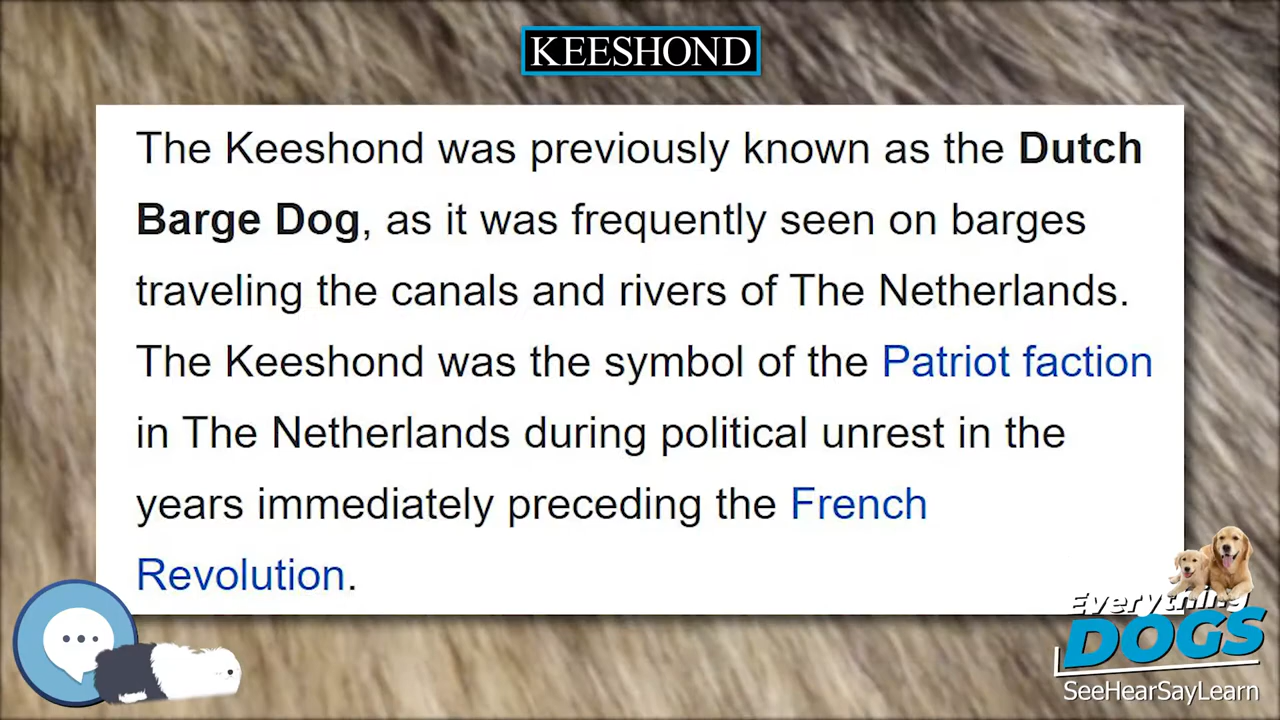 KEESHOND
The Keeshond was previously known as the Dutch
Barge Dog, as it was frequently seen on barges
traveling the canals and rivers of The Netherlands.
The Keeshond was the symbol of the Patriot faction
in The Netherlands during political unrest in the
years immediately preceding the French
Revolution.
Everything
DOGS
SeeHearSayLearn